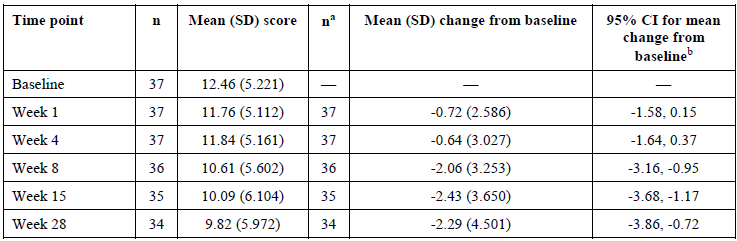 Time point n Mean (SD) score nᵃ Mean (SD) change from baseline 95% CI for mean
change from
baselineᵇ
Baseline 37 12.46 (5.221) — — —
Week 1 37 11.76 (5.112) 37 -0.72 (2.586) -1.58, 0.15
Week 4 37 11.84 (5.161) 37 -0.64 (3.027) -1.64, 0.37
Week 8 36 10.61 (5.602) 36 -2.06 (3.253) -3.16, -0.95
Week 15 35 10.09 (6.104) 35 -2.43 (3.650) -3.68, -1.17
Week 28 34 9.82 (5.972) 34 -2.29 (4.501) -3.86, -0.72